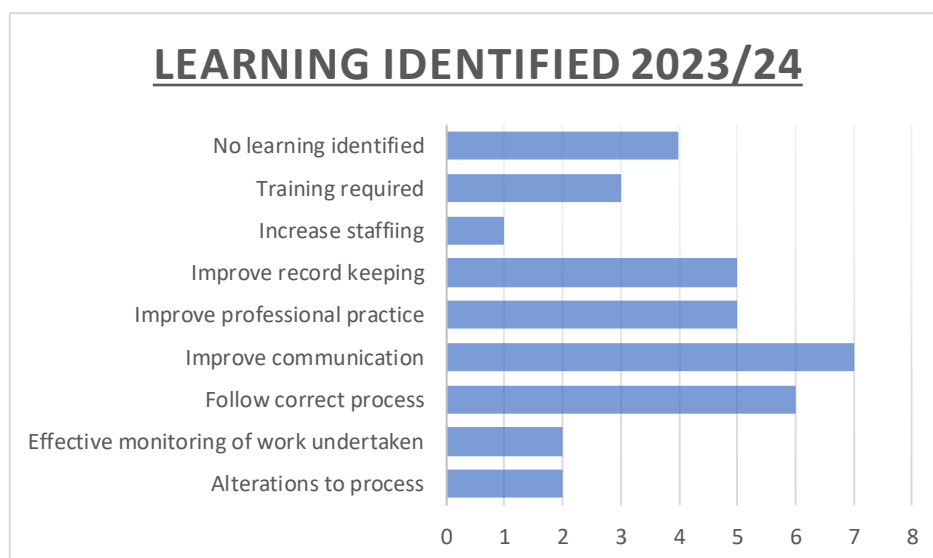 LEARNING IDENTIFIED 2023/24
No learning identified
Training required
Increase staffiing
Improve record keeping
Improve professional practice
Improve communication
Follow correct process
Effective monitoring of work undertaken
Alterations to process
0 1 2 3 4 5 6 7 8